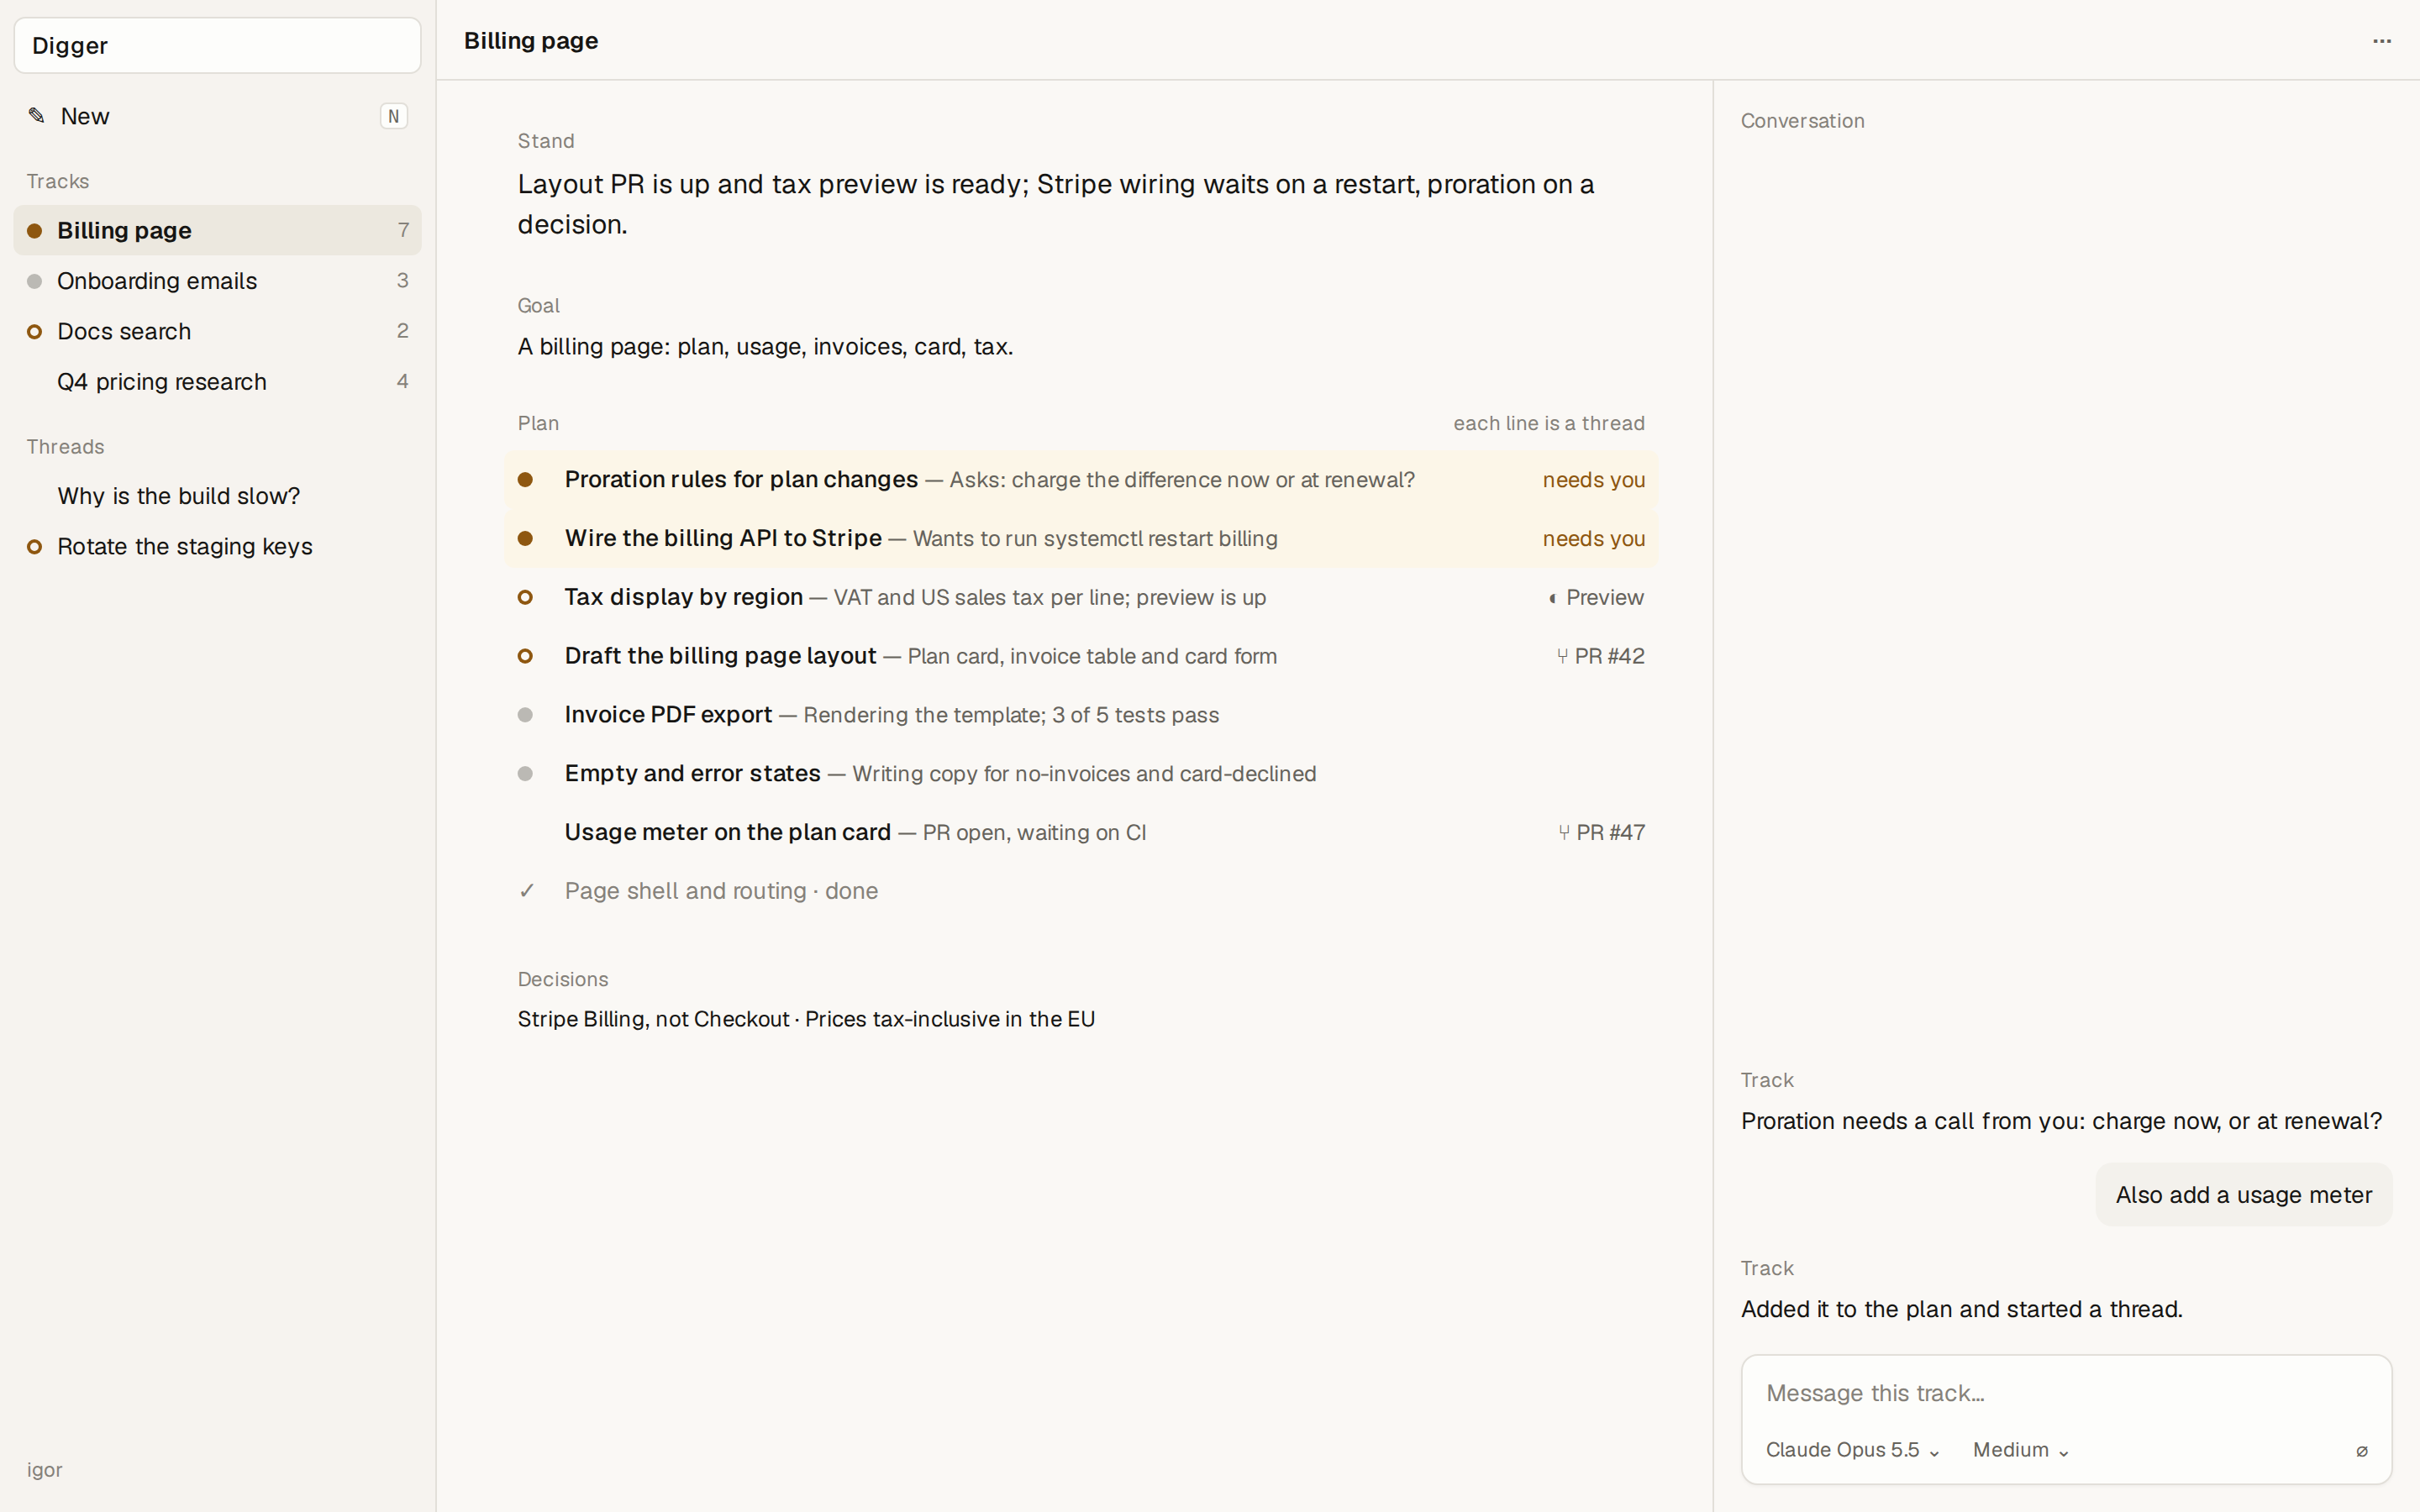 Digger
✎ New N
Tracks
Billing page 7
Onboarding emails 3
Docs search 2
Q4 pricing research 4
Threads
Why is the build slow?
Rotate the staging keys
igor
Billing page
…
Stand
Layout PR is up and tax preview is ready; Stripe wiring waits on a restart, proration on a
decision.
Goal
A billing page: plan, usage, invoices, card, tax.
Plan each line is a thread
Proration rules for plan changes — Asks: charge the difference now or at renewal? needs you
Wire the billing API to Stripe — Wants to run systemctl restart billing needs you
Tax display by region — VAT and US sales tax per line; preview is up Preview
Draft the billing page layout — Plan card, invoice table and card form ⑂ PR #42
Invoice PDF export — Rendering the template; 3 of 5 tests pass
Empty and error states — Writing copy for no-invoices and card-declined
Usage meter on the plan card — PR open, waiting on CI ⑂ PR #47
✓ Page shell and routing · done
Decisions
Stripe Billing, not Checkout · Prices tax-inclusive in the EU
Conversation
Track
Proration needs a call from you: charge now, or at renewal?
Also add a usage meter
Track
Added it to the plan and started a thread.
Message this track…
Claude Opus 5.5 ⌄ Medium ⌄ ⌀